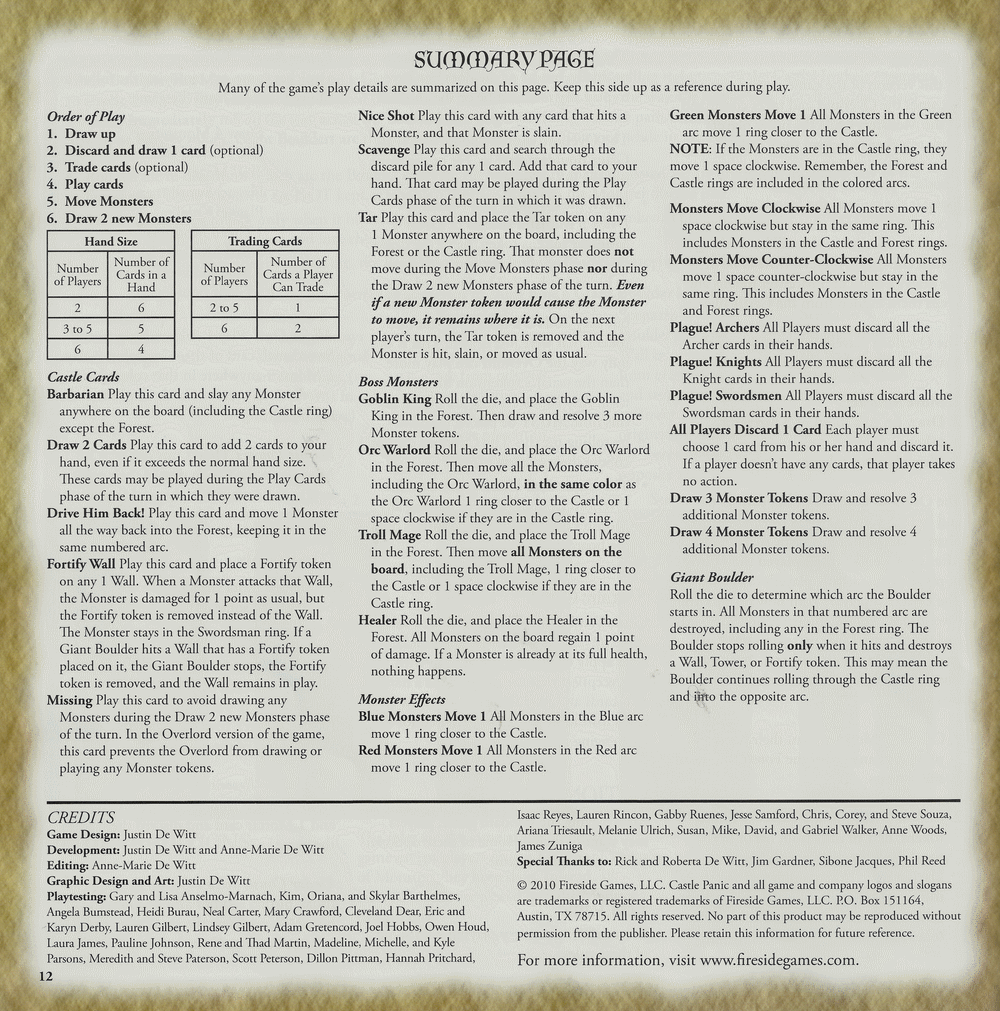 SUMMARY PAGE
Many of the game's play details are summarized on this page. Keep this side up as a reference during play.
Order of Play
1. Draw up
2. Discard and draw 1 card (optional)
3. Trade cards (optional)
4. Play cards
5. Move Monsters
6. Draw 2 new Monsters
Hand Size
Number of Players
Number of Cards in a Hand
2 6
3 to 5 5
6 4
Trading Cards
Number of Players
Number of Cards a Player Can Trade
2 to 5 1
6 2
Castle Cards
Barbarian Play this card and slay any Monster
anywhere on the board (including the Castle ring)
except the Forest.
Draw 2 Cards Play this card to add 2 cards to your
hand, even if it exceeds the normal hand size.
These cards may be played during the Play Cards
phase of the turn in which they were drawn.
Drive Him Back! Play this card and move 1 Monster
all the way back into the Forest, keeping it in the
same numbered arc.
Fortify Wall Play this card and place a Fortify token
on any 1 Wall. When a Monster attacks that Wall,
the Monster is damaged for 1 point as usual, but
the Fortify token is removed instead of the Wall.
The Monster stays in the Swordsman ring. If a
Giant Boulder hits a Wall that has a Fortify token
placed on it, the Giant Boulder stops, the Fortify
token is removed, and the Wall remains in play.
Missing Play this card to avoid drawing any
Monsters during the Draw 2 new Monsters phase
of the turn. In the Overlord version of the game,
this card prevents the Overlord from drawing or
playing any Monster tokens.
Nice Shot Play this card with any card that hits a
Monster, and that Monster is slain.
Scavenge Play this card and search through the
discard pile for any 1 card. Add that card to your
hand. That card may be played during the Play
Cards phase of the turn in which it was drawn.
Tar Play this card and place the Tar token on any
1 Monster anywhere on the board, including the
Forest or the Castle ring. That monster does not
move during the Move Monsters phase nor during
the Draw 2 new Monsters phase of the turn. Even
if a new Monster token would cause the Monster
to move, it remains where it is. On the next
player's turn, the Tar token is removed and the
Monster is hit, slain, or moved as usual.
Boss Monsters
Goblin King Roll the die, and place the Goblin
King in the Forest. Then draw and resolve 3 more
Monster tokens.
Orc Warlord Roll the die, and place the Orc Warlord
in the Forest. Then move all the Monsters,
including the Orc Warlord, in the same color as
the Orc Warlord 1 ring closer to the Castle or 1
space clockwise if they are in the Castle ring.
Troll Mage Roll the die, and place the Troll Mage
in the Forest. Then move all Monsters on the
board, including the Troll Mage, 1 ring closer to
the Castle or 1 space clockwise if they are in the
Castle ring.
Healer Roll the die, and place the Healer in the
Forest. All Monsters on the board regain 1 point
of damage. If a Monster is already at its full health,
nothing happens.
Monster Effects
Blue Monsters Move 1 All Monsters in the Blue arc
move 1 ring closer to the Castle.
Red Monsters Move 1 All Monsters in the Red arc
move 1 ring closer to the Castle.
Green Monsters Move 1 All Monsters in the Green
arc move 1 ring closer to the Castle.
NOTE: If the Monsters are in the Castle ring, they
move 1 space clockwise. Remember, the Forest and
Castle rings are included in the colored arcs.
Monsters Move Clockwise All Monsters move 1
space clockwise but stay in the same ring. This
includes Monsters in the Castle and Forest rings.
Monsters Move Counter-Clockwise All Monsters
move 1 space counter-clockwise but stay in the
same ring. This includes Monsters in the Castle
and Forest rings.
Plague! Archers All Players must discard all the
Archer cards in their hands.
Plague! Knights All Players must discard all the
Knight cards in their hands.
Plague! Swordsmen All Players must discard all the
Swordsman cards in their hands.
All Players Discard 1 Card Each player must
choose 1 card from his or her hand and discard it.
If a player doesn't have any cards, that player takes
no action.
Draw 3 Monster Tokens Draw and resolve 3
additional Monster tokens.
Draw 4 Monster Tokens Draw and resolve 4
additional Monster tokens.
Giant Boulder
Roll the die to determine which arc the Boulder
starts in. All Monsters in that numbered arc are
destroyed, including any in the Forest ring. The
Boulder stops rolling only when it hits and destroys
a Wall, Tower, or Fortify token. This may mean the
Boulder continues rolling through the Castle ring
and into the opposite arc.
CREDITS
Game Design: Justin De Witt
Development: Justin De Witt and Anne-Marie De Witt
Editing: Anne-Marie De Witt
Graphic Design and Art: Justin De Witt
Playtesting: Gary and Lisa Anselmo-Marnach, Kim, Oriana, and Skylar Barthelmes,
Angela Bumstead, Heidi Burau, Neal Carter, Mary Crawford, Cleveland Dear, Eric and
Karyn Derby, Lauren Gilbert, Lindsey Gilbert, Adam Gretencord, Joel Hobbs, Owen Houd,
Laura James, Pauline Johnson, Rene and Thad Martin, Madeline, Michelle, and Kyle
Parsons, Meredith and Steve Paterson, Scott Peterson, Dillon Pittman, Hannah Pritchard,
Isaac Reyes, Lauren Rincon, Gabby Ruenes, Jesse Samford, Chris, Corey, and Steve Souza,
Ariana Triesault, Melanie Ulrich, Susan, Mike, David, and Gabriel Walker, Anne Woods,
James Zuniga
Special Thanks to: Rick and Roberta De Witt, Jim Gardner, Sibone Jacques, Phil Reed
© 2010 Fireside Games, LLC. Castle Panic and all game and company logos and slogans
are trademarks or registered trademarks of Fireside Games, LLC. P.O. Box 151164,
Austin, TX 78715. All rights reserved. No part of this product may be reproduced without
permission from the publisher. Please retain this information for future reference.
For more information, visit www.firesidegames.com.
12